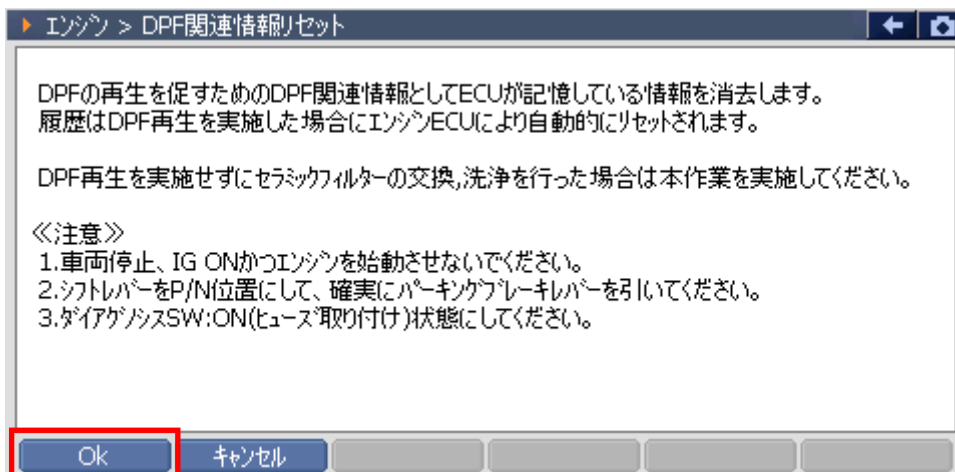 エンジン > DPF関連情報リセット
DPFの再生を促すためのDPF関連情報としてECUが記憶している情報を消去します。
履歴はDPF再生を実施した場合にエンジンECUにより自動的にリセットされます。
DPF再生を実施せずにセラミックフィルターの交換,洗浄を行った場合は本作業を実施してください。
≪注意≫
1.車両停止、IG ONかつエンジンを始動させないでください。
2.シフトレバーをP/N位置にして、確実にパーキングブレーキレバーを引いてください。
3.ダイアグノシスSW:ON(ヒューズ取り付け)状態にしてください。
Ok キャンセル